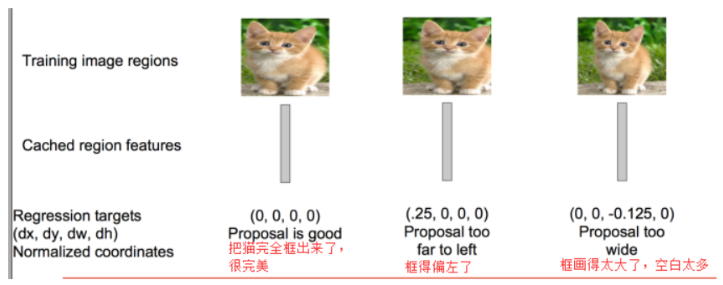 Training image regions
Cached region features
Regression targets
(dx, dy, dw, dh)
Normalized coordinates
(0, 0, 0, 0)
Proposal is good
把猫完全框出来了，
很完美
(.25, 0, 0, 0)
Proposal too
far to left
框得偏左了
(0, 0, -0.125, 0)
Proposal too
wide
框画得太大了，空白太多